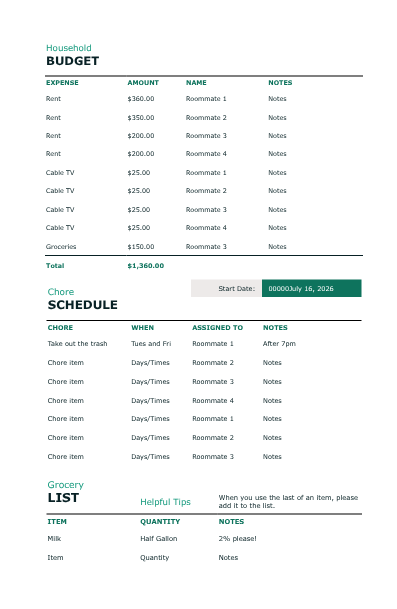 Household
BUDGET
EXPENSE AMOUNT NAME NOTES
Rent $360.00 Roommate 1 Notes
Rent $350.00 Roommate 2 Notes
Rent $200.00 Roommate 3 Notes
Rent $200.00 Roommate 4 Notes
Cable TV $25.00 Roommate 1 Notes
Cable TV $25.00 Roommate 2 Notes
Cable TV $25.00 Roommate 3 Notes
Cable TV $25.00 Roommate 4 Notes
Groceries $150.00 Roommate 3 Notes
Total $1,360.00
Start Date: 00000July 16, 2026
Chore
SCHEDULE
CHORE WHEN ASSIGNED TO NOTES
Take out the trash Tues and Fri Roommate 1 After 7pm
Chore item Days/Times Roommate 2 Notes
Chore item Days/Times Roommate 3 Notes
Chore item Days/Times Roommate 4 Notes
Chore item Days/Times Roommate 1 Notes
Chore item Days/Times Roommate 2 Notes
Chore item Days/Times Roommate 3 Notes
Grocery
LIST
Helpful Tips
When you use the last of an item, please
add it to the list.
ITEM QUANTITY NOTES
Milk Half Gallon 2% please!
Item Quantity Notes